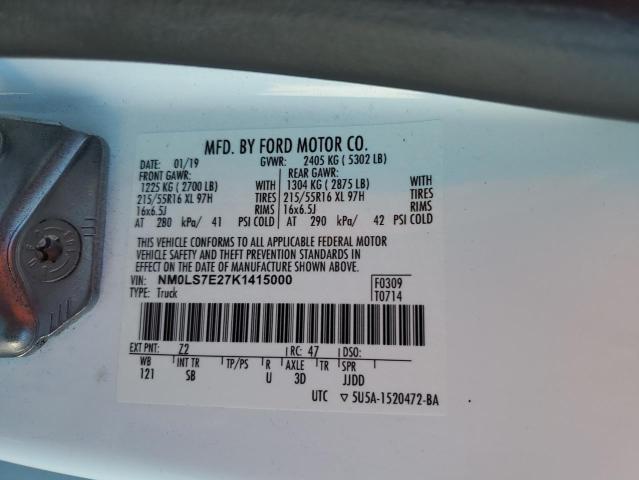 MFD. BY FORD MOTOR CO.
DATE: 01/19 GVWR: 2405 KG ( 5302 LB)
FRONT GAWR: REAR GAWR:
1225 KG ( 2700 LB) WITH 1304 KG ( 2875 LB) WITH
215/55R16 XL 97H TIRES 215/55R16 XL 97H TIRES
16x6.5J RIMS 16x6.5J RIMS
AT 280 kPa/ 41 PSI COLD AT 290 kPa/ 42 PSI COLD
THIS VEHICLE CONFORMS TO ALL APPLICABLE FEDERAL MOTOR
VEHICLE SAFETY AND THEFT PREVENTION STANDARDS IN
EFFECT ON THE DATE OF MANUFACTURE SHOWN ABOVE.
VIN: NM0LS7E27K1415000 F0309
TYPE: Truck T0714
EXT PNT: Z2 RC: 47 DSO:
WB INT TR TP/PS R AXLE TR SPR
121 SB U 3D JJDD
UTC ▽ 5U5A-1520472-BA